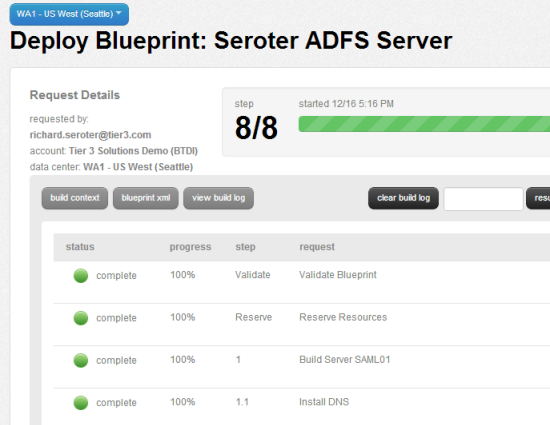 WA1 - US West (Seattle)
Deploy Blueprint: Seroter ADFS Server
Request Details
requested by:
richard.seroter@tier3.com
account: Tier 3 Solutions Demo (BTDI)
data center: WA1 - US West (Seattle)
step
8/8
started 12/16 5:16 PM
build context
blueprint xml
view build log
clear build log
resu
status progress step request
complete 100% Validate Validate Blueprint
complete 100% Reserve Reserve Resources
complete 100% 1 Build Server SAML01
complete 100% 1.1 Install DNS